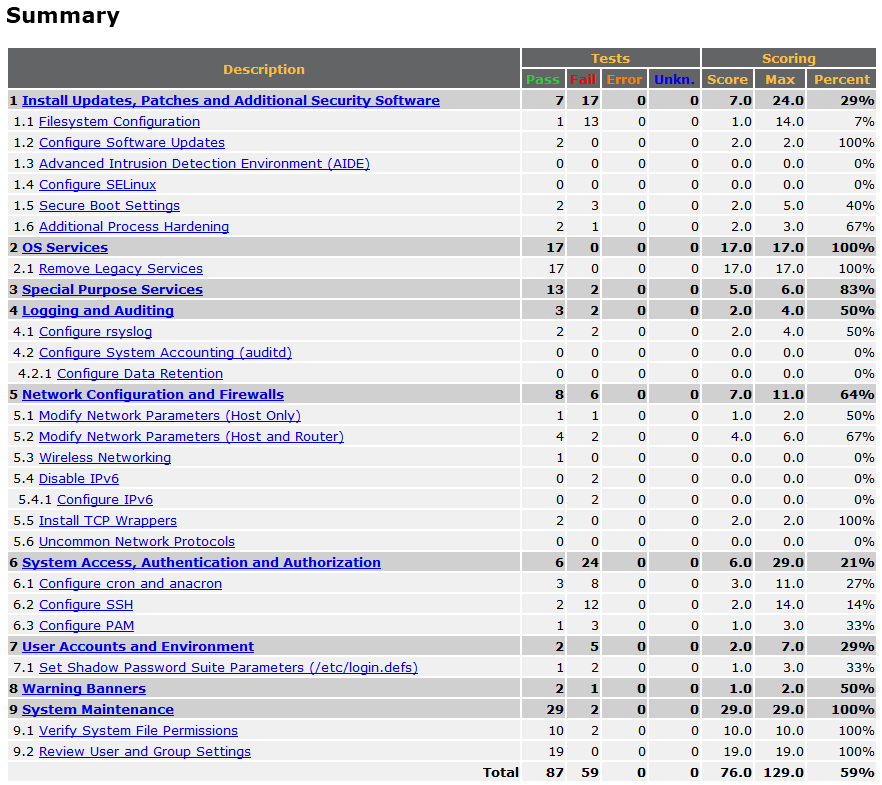 Summary
Description Tests Scoring
Pass Fail Error Unkn. Score Max Percent
1 Install Updates, Patches and Additional Security Software 7 17 0 0 7.0 24.0 29%
1.1 Filesystem Configuration 1 13 0 0 1.0 14.0 7%
1.2 Configure Software Updates 2 0 0 0 2.0 2.0 100%
1.3 Advanced Intrusion Detection Environment (AIDE) 0 0 0 0 0.0 0.0 0%
1.4 Configure SELinux 0 0 0 0 0.0 0.0 0%
1.5 Secure Boot Settings 2 3 0 0 2.0 5.0 40%
1.6 Additional Process Hardening 2 1 0 0 2.0 3.0 67%
2 OS Services 17 0 0 0 17.0 17.0 100%
2.1 Remove Legacy Services 17 0 0 0 17.0 17.0 100%
3 Special Purpose Services 13 2 0 0 5.0 6.0 83%
4 Logging and Auditing 3 2 0 0 2.0 4.0 50%
4.1 Configure rsyslog 2 2 0 0 2.0 4.0 50%
4.2 Configure System Accounting (auditd) 0 0 0 0 0.0 0.0 0%
4.2.1 Configure Data Retention 0 0 0 0 0.0 0.0 0%
5 Network Configuration and Firewalls 8 6 0 0 7.0 11.0 64%
5.1 Modify Network Parameters (Host Only) 1 1 0 0 1.0 2.0 50%
5.2 Modify Network Parameters (Host and Router) 4 2 0 0 4.0 6.0 67%
5.3 Wireless Networking 1 0 0 0 0.0 0.0 0%
5.4 Disable IPv6 0 2 0 0 0.0 0.0 0%
5.4.1 Configure IPv6 0 2 0 0 0.0 0.0 0%
5.5 Install TCP Wrappers 2 0 0 0 2.0 2.0 100%
5.6 Uncommon Network Protocols 0 0 0 0 0.0 0.0 0%
6 System Access, Authentication and Authorization 6 24 0 0 6.0 29.0 21%
6.1 Configure cron and anacron 3 8 0 0 3.0 11.0 27%
6.2 Configure SSH 2 12 0 0 2.0 14.0 14%
6.3 Configure PAM 1 3 0 0 1.0 3.0 33%
7 User Accounts and Environment 2 5 0 0 2.0 7.0 29%
7.1 Set Shadow Password Suite Parameters (/etc/login.defs) 1 2 0 0 1.0 3.0 33%
8 Warning Banners 2 1 0 0 1.0 2.0 50%
9 System Maintenance 29 2 0 0 29.0 29.0 100%
9.1 Verify System File Permissions 10 2 0 0 10.0 10.0 100%
9.2 Review User and Group Settings 19 0 0 0 19.0 19.0 100%
Total 87 59 0 0 76.0 129.0 59%